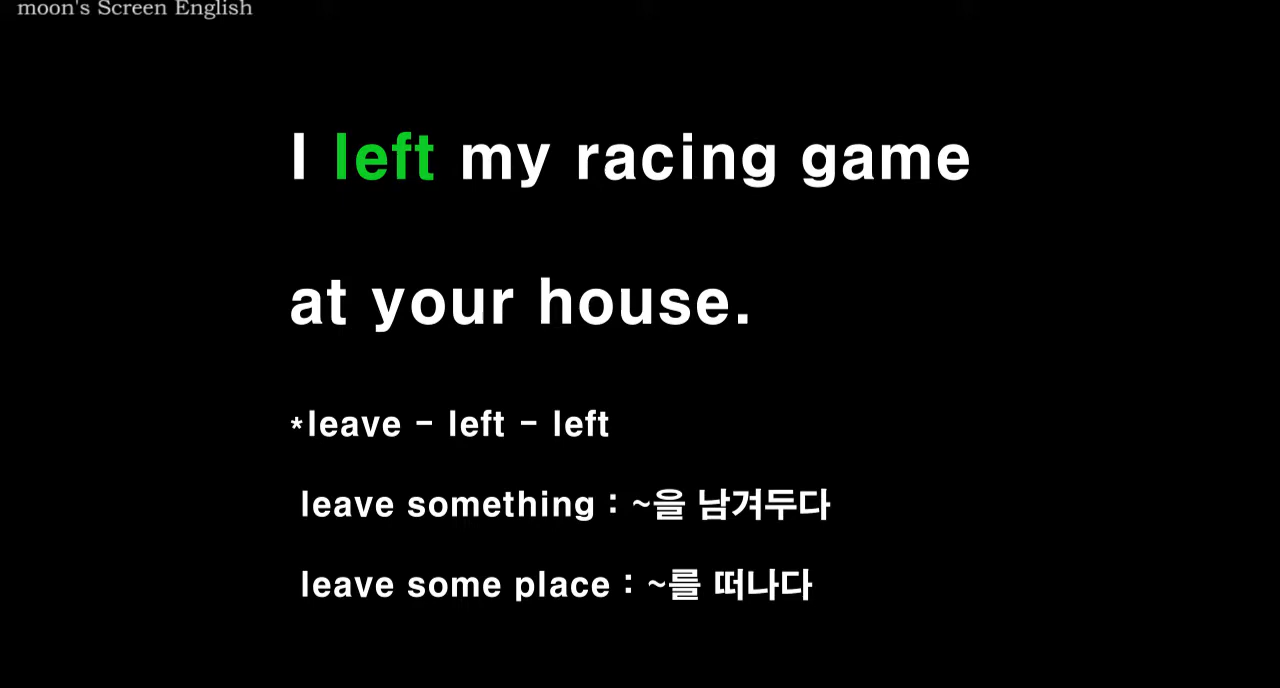 moon's Screen English
I left my racing game
at your house.
*leave - left - left
leave something : ~을 남겨두다
leave some place : ~를 떠나다